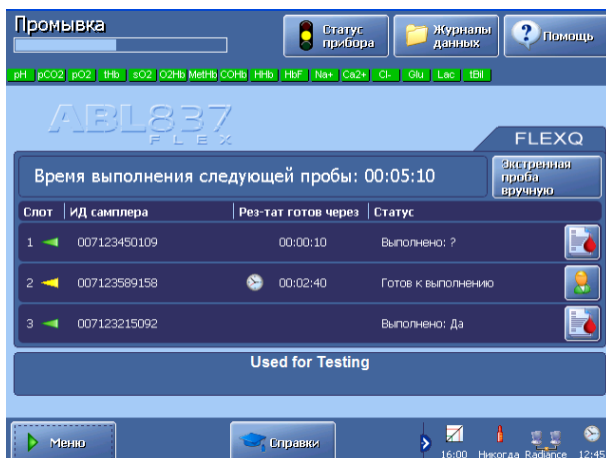 Промывка
Статус
прибора
Журналы
данных
Помощь
pH pCO2 pO2 tHb sO2 O2Hb MetHb COHb HHb HbF Na+ Ca2+ Cl- Glu Lac tBil
ABL837
FLEX
FLEXQ
Время выполнения следующей пробы: 00:05:10
Экстренная
проба
вручную
Слот ИД самплера Рез-тат готов через Статус
1 007123450109 00:00:10 Выполнено: ?
2 007123589158 00:02:40 Готов к выполнению
3 007123215092 Выполнено: Да
Used for Testing
Меню
Справки
16:00 Никогда Radiance 12:45